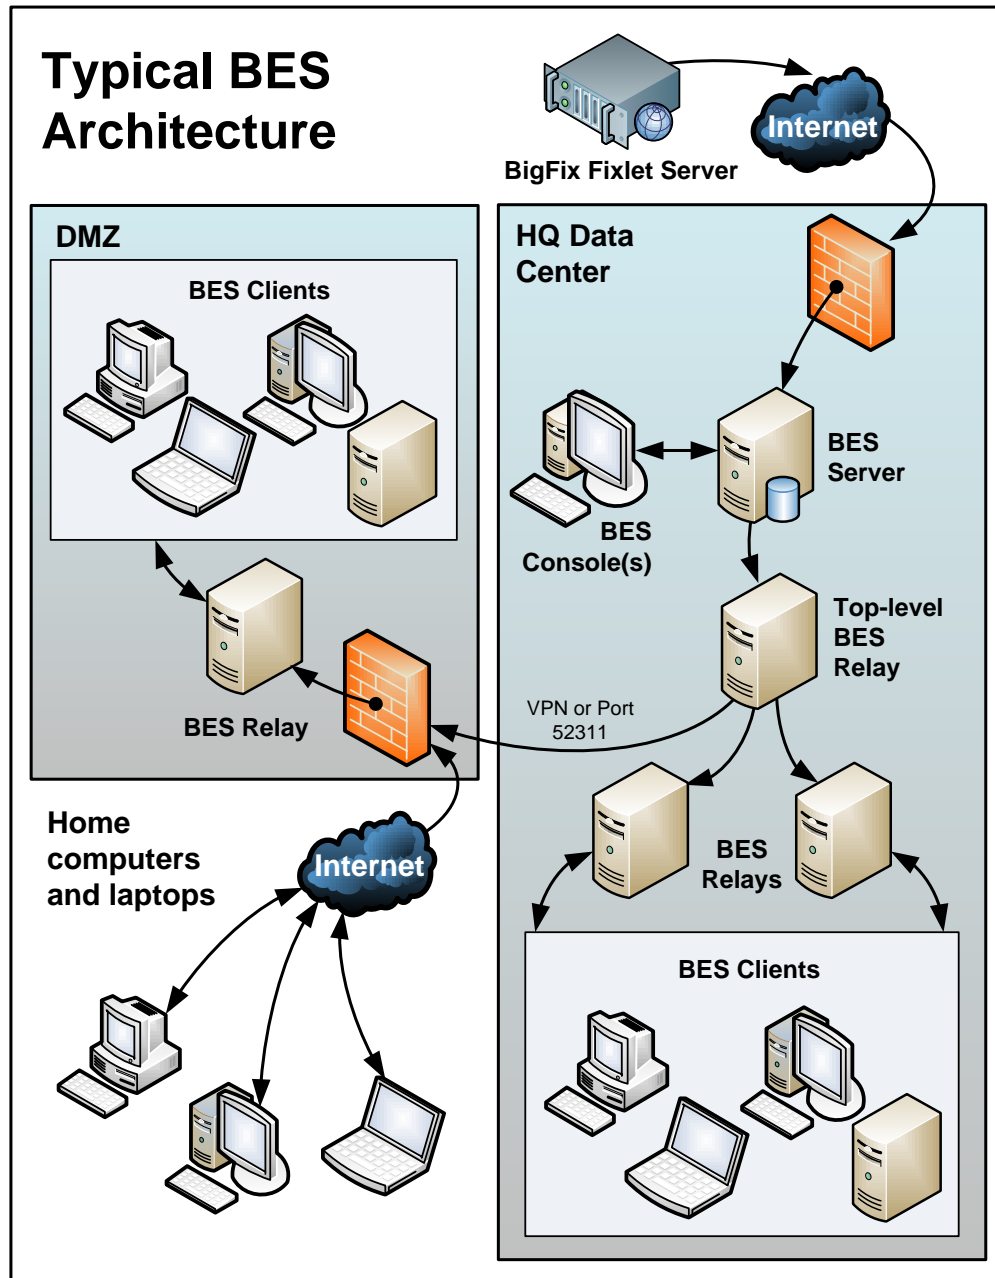 Typical BES
Architecture
BigFix Fixlet Server
Internet
DMZ
BES Clients
BES Relay
HQ Data
Center
BES
Server
BES
Console(s)
Top-level
BES
Relay
VPN or Port
52311
BES
Relays
BES Clients
Home
computers
and laptops
Internet